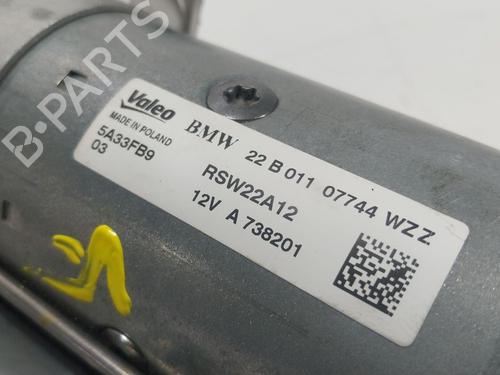 B-PARTS
Valeo
MADE IN POLAND
5A33FB9
03
BMW 22 B 011 07744 WZZ
RSW22A12
12V A 738201